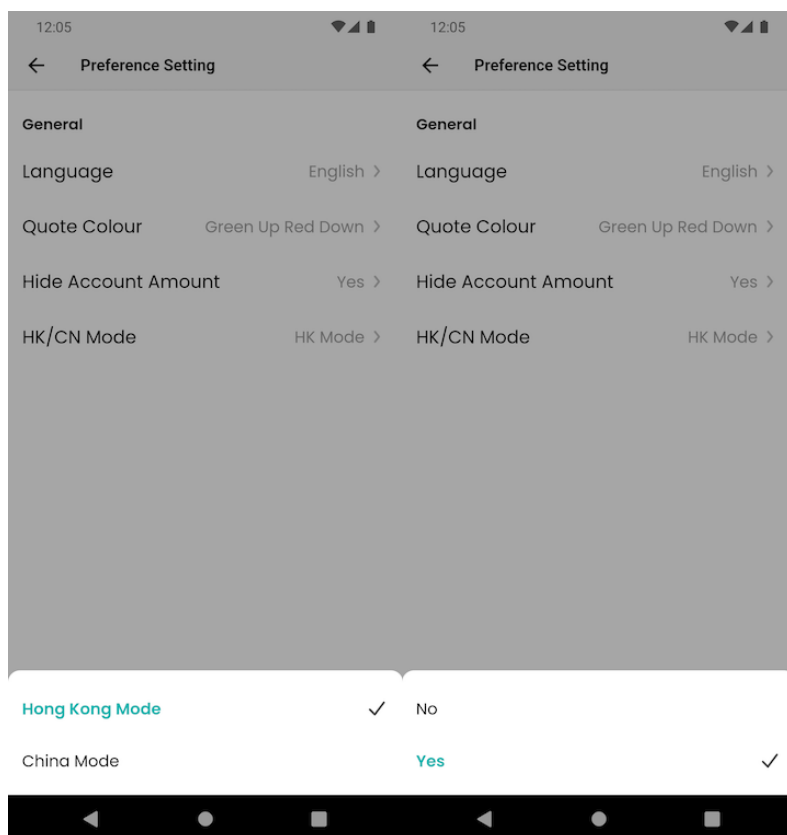 12:05
Preference Setting
General
Language English
Quote Colour Green Up Red Down
Hide Account Amount Yes
HK/CN Mode HK Mode
Hong Kong Mode
China Mode
12:05
Preference Setting
General
Language English
Quote Colour Green Up Red Down
Hide Account Amount Yes
HK/CN Mode HK Mode
No
Yes